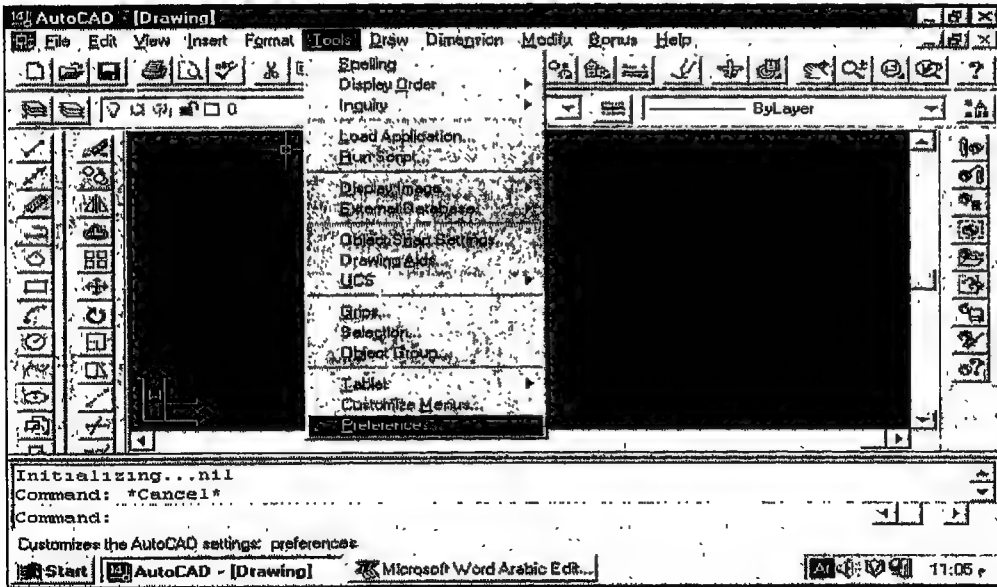 AutoCAD - [Drawing]
File Edit View Insert Format Tools Draw Dimension Modify Bonus Help
0 ByLayer
Spelling
Display Order
Inquiry
Load Application...
Run Script...
Display Image
External Database
Object Snap Settings...
Drawing Aids...
UCS
Grips...
Selection...
Object Group...
Tablet
Customize Menus...
Preferences...
W
Initializing...nil
Command: *Cancel*
Command:
Customizes the AutoCAD settings: preferences
Start AutoCAD - [Drawing] Microsoft Word Arabic Edit... Ar 11:05 م